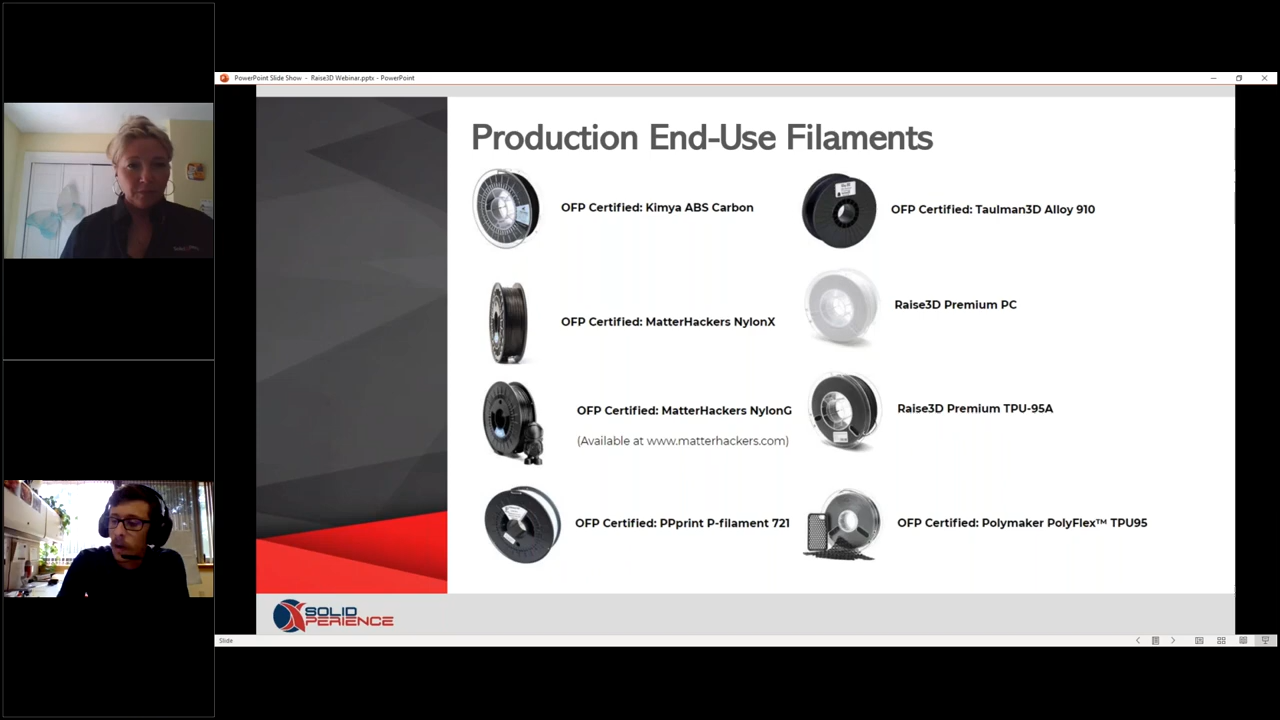 PowerPoint Slide Show - Raise3D Webinar.pptx - PowerPoint
Production End-Use Filaments
OFP Certified: Kimya ABS Carbon
OFP Certified: Taulman3D Alloy 910
OFP Certified: MatterHackers NylonX
Raise3D Premium PC
OFP Certified: MatterHackers NylonG
(Available at www.matterhackers.com)
Raise3D Premium TPU-95A
OFP Certified: PPprint P-filament 721
OFP Certified: Polymaker PolyFlex™ TPU95
SOLID
XPERIENCE
Slide